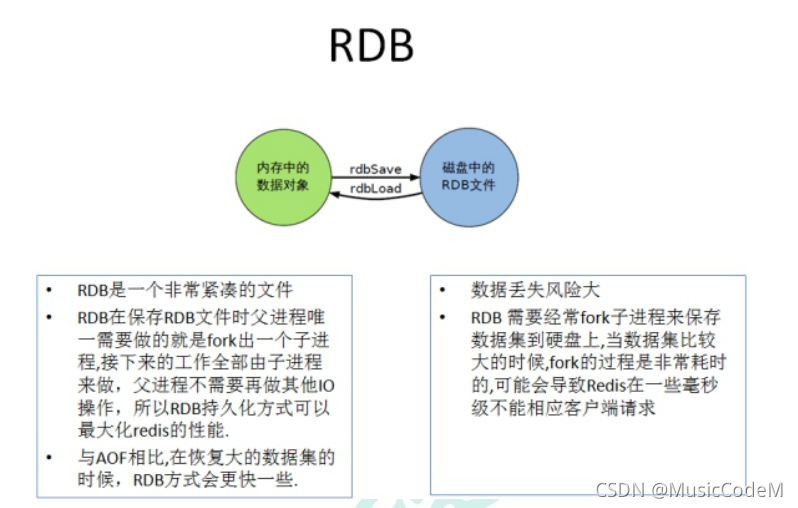 RDB
内存中的
数据对象
rdbSave
rdbLoad
磁盘中的
RDB文件
• RDB是一个非常紧凑的文件
• RDB在保存RDB文件时父进程唯
一需要做的就是fork出一个子进
程,接下来的工作全部由子进程
来做，父进程不需要再做其他IO
操作，所以RDB持久化方式可以
最大化redis的性能.
• 与AOF相比,在恢复大的数据集的
时候，RDB方式会更快一些.
• 数据丢失风险大
• RDB 需要经常fork子进程来保存
数据集到硬盘上,当数据集比较
大的时候,fork的过程是非常耗时
的,可能会导致Redis在一些毫秒
级不能相应客户端请求
CSDN @MusicCodeM